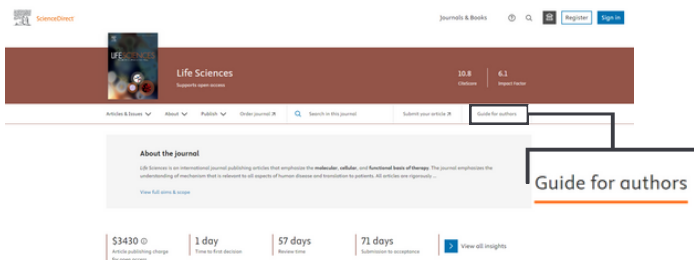 ScienceDirect
Journals & Books
Register
Sign in
LIFE SCIENCES
Life Sciences
Supports open access
10.8
CiteScore
6.1
Impact Factor
Articles & Issues
About
Publish
Order journal
Search in this journal
Submit your article
Guide for authors
About the journal
Life Sciences is an international journal publishing articles that emphasize the molecular, cellular, and functional basis of therapy. The journal emphasizes the
understanding of mechanism that is relevant to all aspects of human disease and translation to patients. All articles are rigorously ...
View full aims & scope
Guide for authors
$3430
Article publishing charge
for open access
1 day
Time to first decision
57 days
Review time
71 days
Submission to acceptance
View all insights